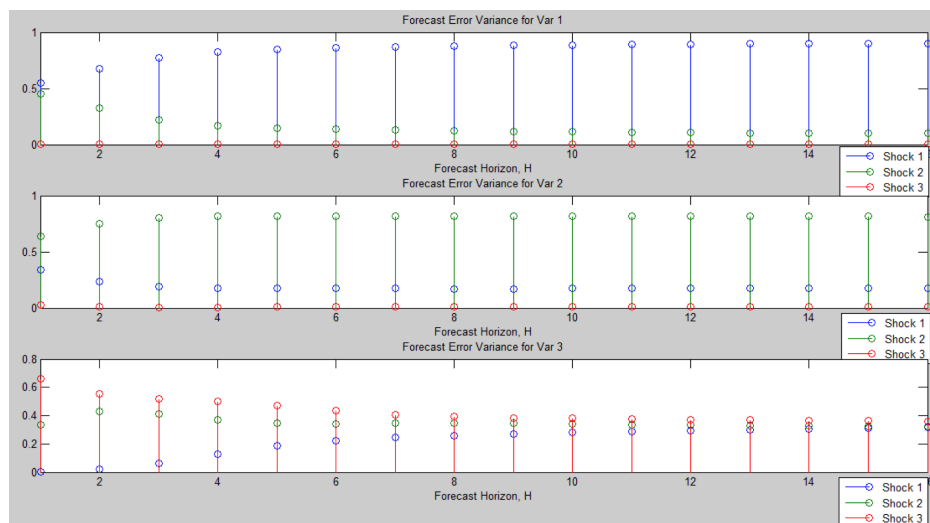 Forecast Error Variance for Var 1
1
0.5
0
2 4 6 8 10 12 14
Forecast Horizon, H
Shock 1
Shock 2
Shock 3
Forecast Error Variance for Var 2
1
0.5
0
2 4 6 8 10 12 14
Forecast Horizon, H
Shock 1
Shock 2
Shock 3
Forecast Error Variance for Var 3
0.8
0.6
0.4
0.2
0
2 4 6 8 10 12 14
Forecast Horizon, H
Shock 1
Shock 2
Shock 3